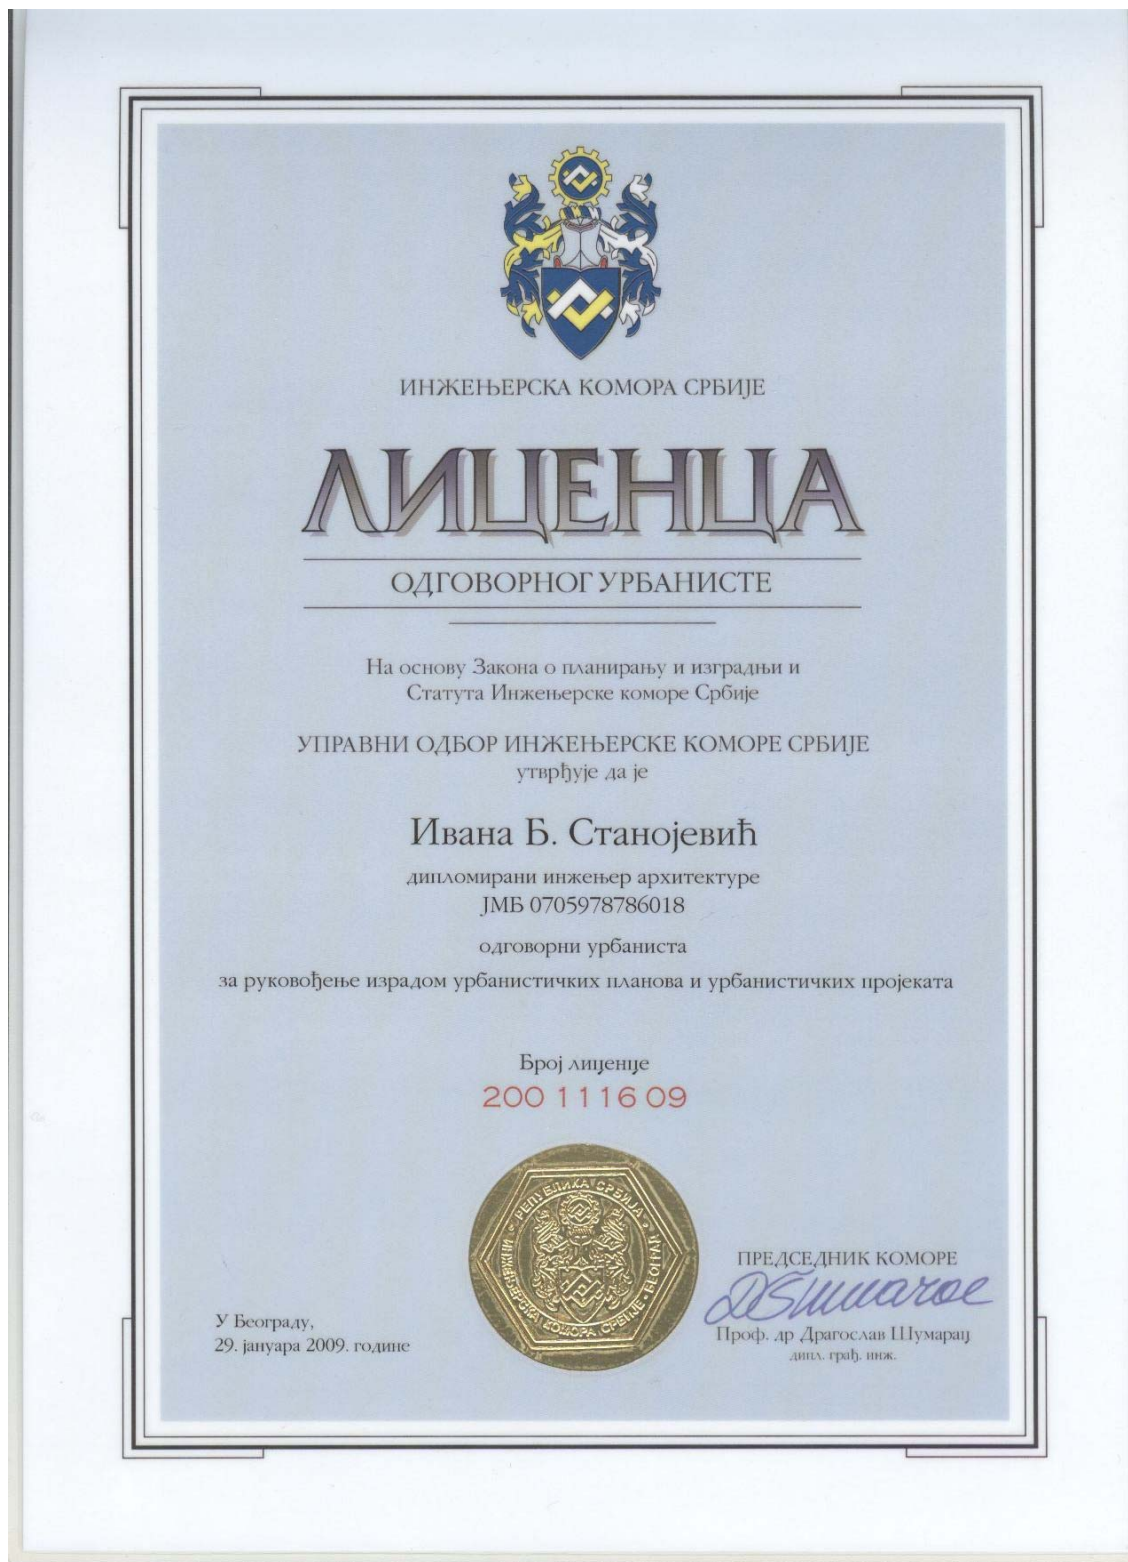 ИНЖЕЊЕРСКА КОМОРА СРБИЈЕ
ЛИЦЕНЦА
ОДГОВОРНОГ УРБАНИСТЕ
На основу Закона о планирању и изградњи и
Статута Инжењерске коморе Србије
УПРАВНИ ОДБОР ИНЖЕЊЕРСКЕ КОМОРЕ СРБИЈЕ
утврђује да је
Ивана Б. Станојевић
дипломирани инжењер архитектуре
ЈМБ 0705978786018
одговорни урбаниста
за руковођење израдом урбанистичких планова и урбанистичких пројеката
Број лиценце
200 1116 09
РЕПУБЛИКА СРБИЈА • БЕОГРАД • ИНЖЕЊЕРСКА КОМОРА СРБИЈЕ
У Београду,
29. јануара 2009. године
ПРЕДСЕДНИК КОМОРЕ
Проф. др Драгослав Шумарац
дипл. грађ. инж.